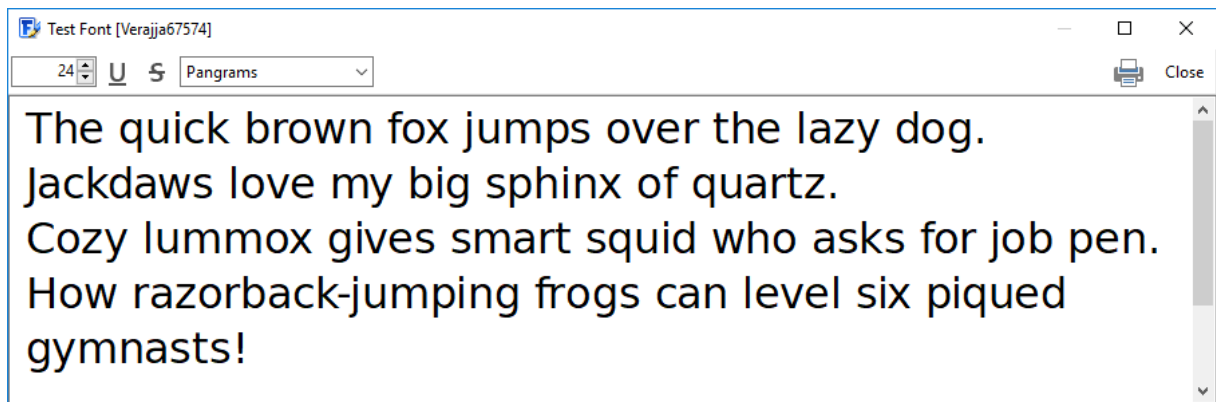 Test Font [Verajja67574]
24 U S Pangrams Close
The quick brown fox jumps over the lazy dog.
Jackdaws love my big sphinx of quartz.
Cozy lummox gives smart squid who asks for job pen.
How razorback-jumping frogs can level six piqued
gymnasts!